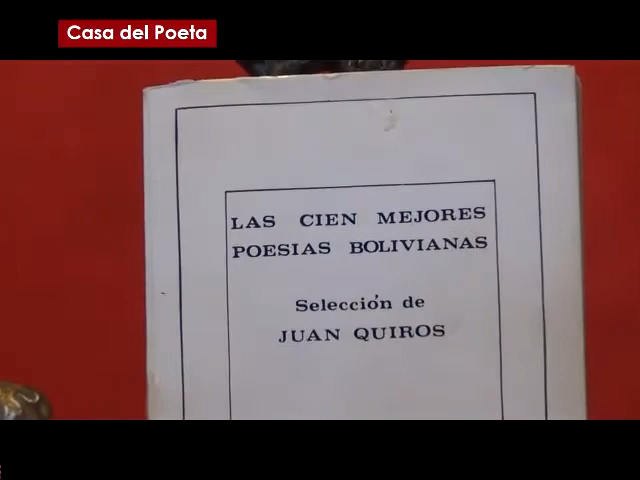 Casa del Poeta
LAS CIEN MEJORES
POESIAS BOLIVIANAS
Selección de
JUAN QUIROS